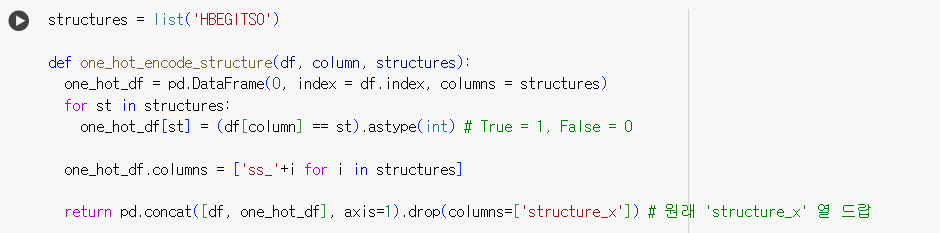 structures = list('HBEGITSO')
def one_hot_encode_structure(df, column, structures):
one_hot_df = pd.DataFrame(0, index = df.index, columns = structures)
for st in structures:
one_hot_df[st] = (df[column] == st).astype(int) # True = 1, False = 0
one_hot_df.columns = ['ss_'+i for i in structures]
return pd.concat([df, one_hot_df], axis=1).drop(columns=['structure_x']) # 원래 'structure_x' 열 드랍